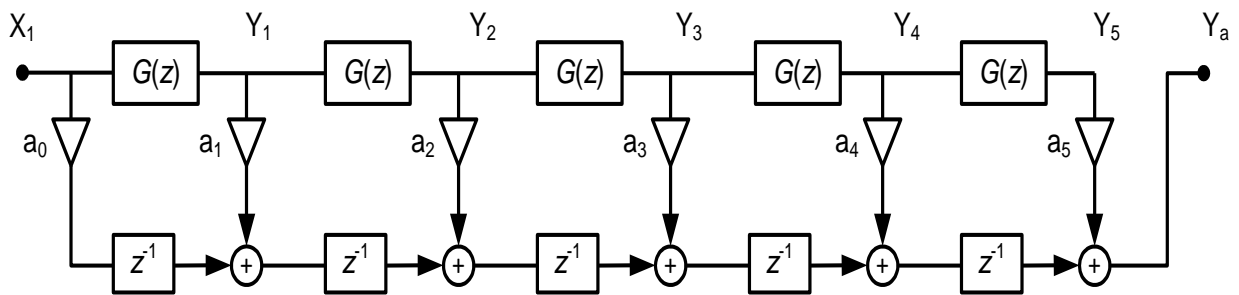 X₁ Y₁ Y₂ Y₃ Y₄ Y₅ Yₐ
G(z) G(z) G(z) G(z) G(z)
a₀ a₁ a₂ a₃ a₄ a₅
z⁻¹ + z⁻¹ + z⁻¹ + z⁻¹ + z⁻¹ +